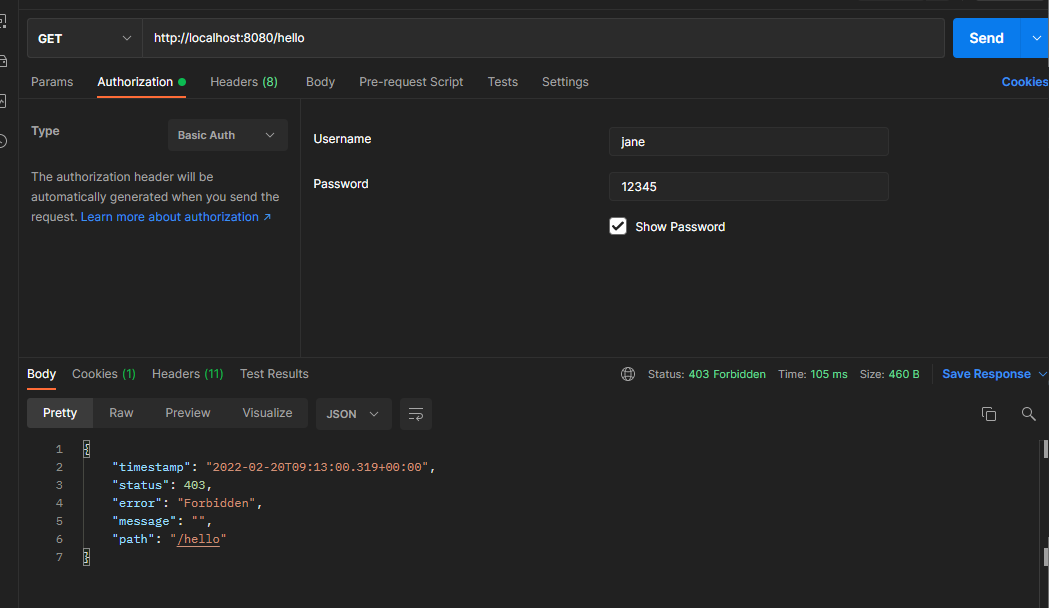 GET http://localhost:8080/hello Send
Params Authorization Headers (8) Body Pre-request Script Tests Settings Cookies
Type Basic Auth
The authorization header will be
automatically generated when you send the
request. Learn more about authorization ↗
Username jane
Password 12345
Show Password
Body Cookies (1) Headers (11) Test Results Status: 403 Forbidden Time: 105 ms Size: 460 B Save Response
Pretty Raw Preview Visualize JSON
1 {
2 "timestamp": "2022-02-20T09:13:00.319+00:00",
3 "status": 403,
4 "error": "Forbidden",
5 "message": "",
6 "path": "/hello"
7 }